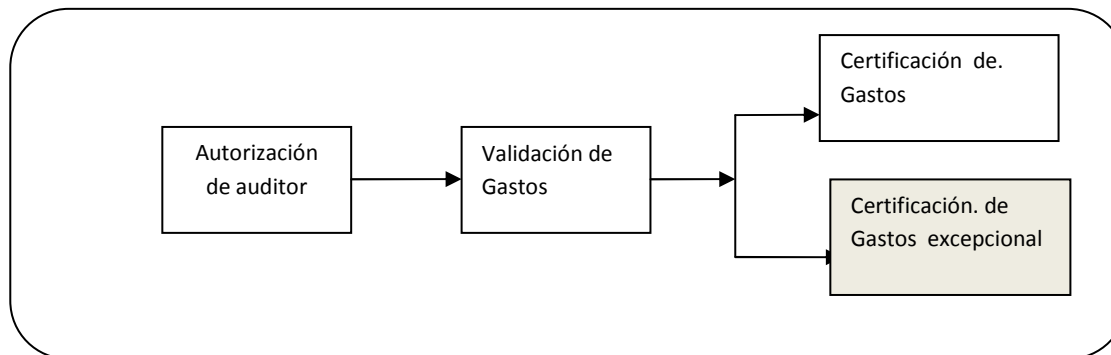 Certificación de.
Gastos
Autorización
de auditor
Validación de
Gastos
Certificación. de
Gastos excepcional